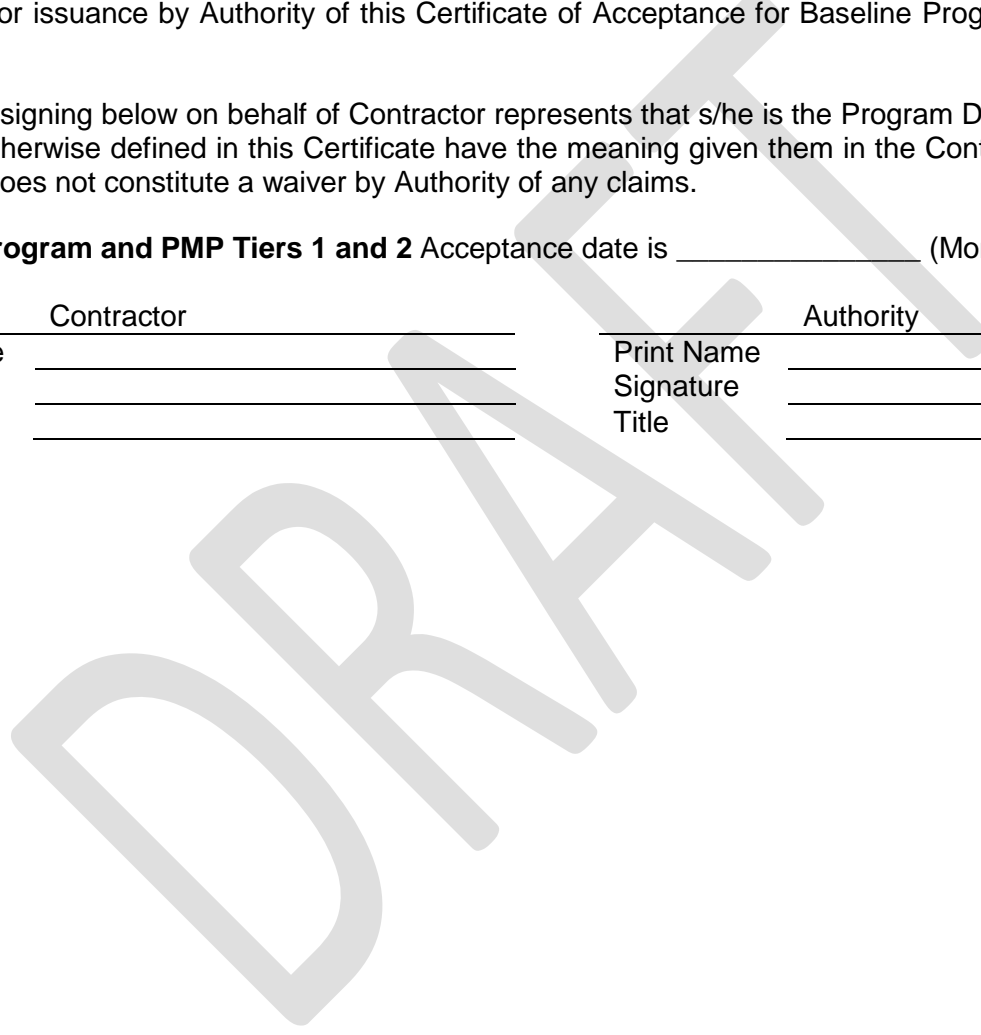 or issuance by Authority of this Certificate of Acceptance for Baseline Prog
signing below on behalf of Contractor represents that s/he is the Program D
herwise defined in this Certificate have the meaning given them in the Con
oes not constitute a waiver by Authority of any claims.
rogram and PMP Tiers 1 and 2 Acceptance date is ________________ (Mo
Contractor Authority
e Print Name
Signature
Title
DRAFT